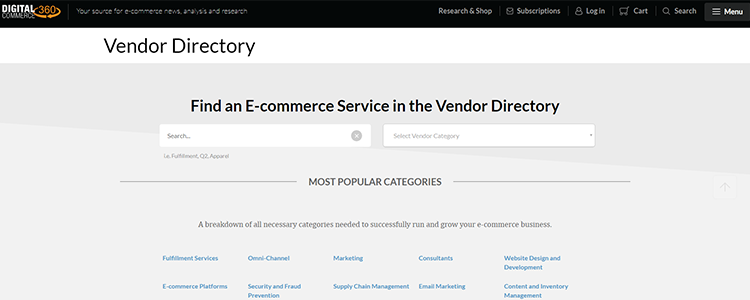 DIGITAL COMMERCE 360
Your source for e-commerce news, analysis and research
Research & Shop
Subscriptions
Log in
Cart
Search
Menu
Vendor Directory
Find an E-commerce Service in the Vendor Directory
Search...
Select Vendor Category
i.e, Fulfillment, Q2, Apparel
MOST POPULAR CATEGORIES
A breakdown of all necessary categories needed to successfully run and grow your e-commerce business.
Fulfillment Services
Omni-Channel
Marketing
Consultants
Website Design and
Development
E-commerce Platforms
Security and Fraud
Prevention
Supply Chain Management
Email Marketing
Content and Inventory
Management